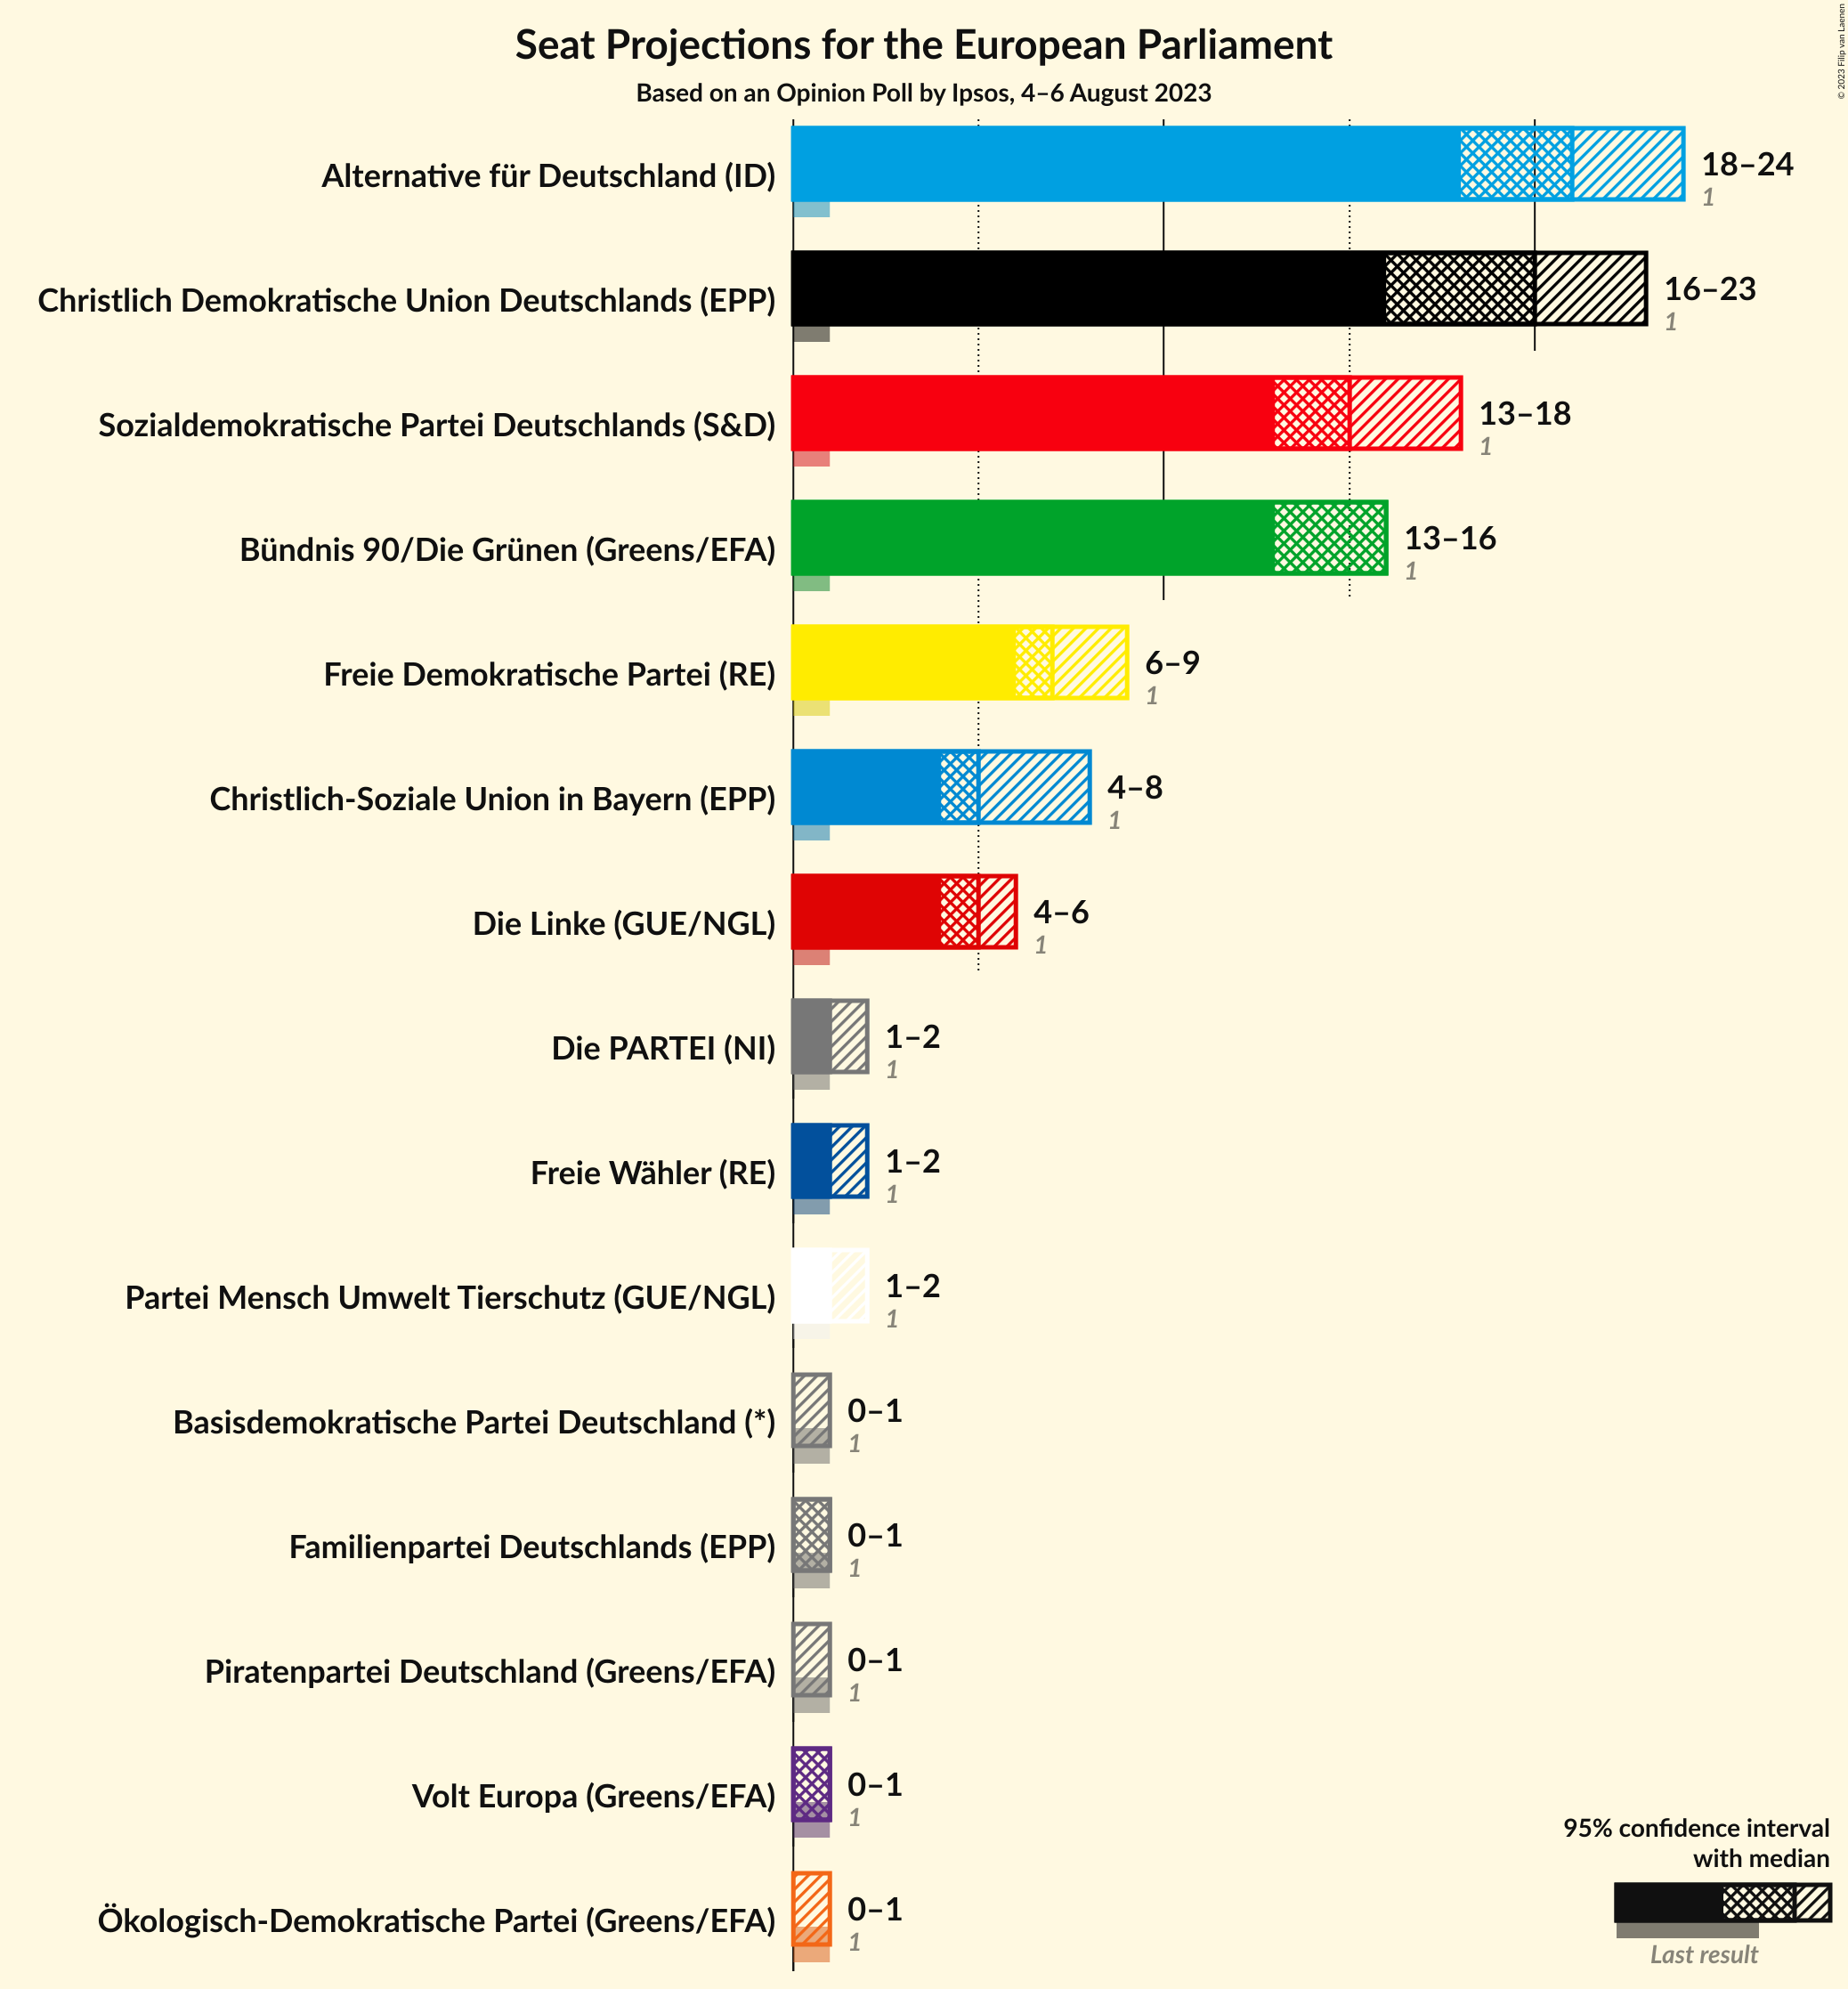 Seat Projections for the European Parliament
Based on an Opinion Poll by Ipsos, 4–6 August 2023
© 2023 Filip van Laenen
Alternative für Deutschland (ID)
18–24
1
Christlich Demokratische Union Deutschlands (EPP)
16–23
1
Sozialdemokratische Partei Deutschlands (S&D)
13–18
1
Bündnis 90/Die Grünen (Greens/EFA)
13–16
1
Freie Demokratische Partei (RE)
6–9
1
Christlich-Soziale Union in Bayern (EPP)
4–8
1
Die Linke (GUE/NGL)
4–6
1
Die PARTEI (NI)
1–2
1
Freie Wähler (RE)
1–2
1
Partei Mensch Umwelt Tierschutz (GUE/NGL)
1–2
1
Basisdemokratische Partei Deutschland (*)
0–1
1
Familienpartei Deutschlands (EPP)
0–1
1
Piratenpartei Deutschland (Greens/EFA)
0–1
1
Volt Europa (Greens/EFA)
0–1
1
Ökologisch-Demokratische Partei (Greens/EFA)
0–1
1
95% confidence interval
with median
Last result